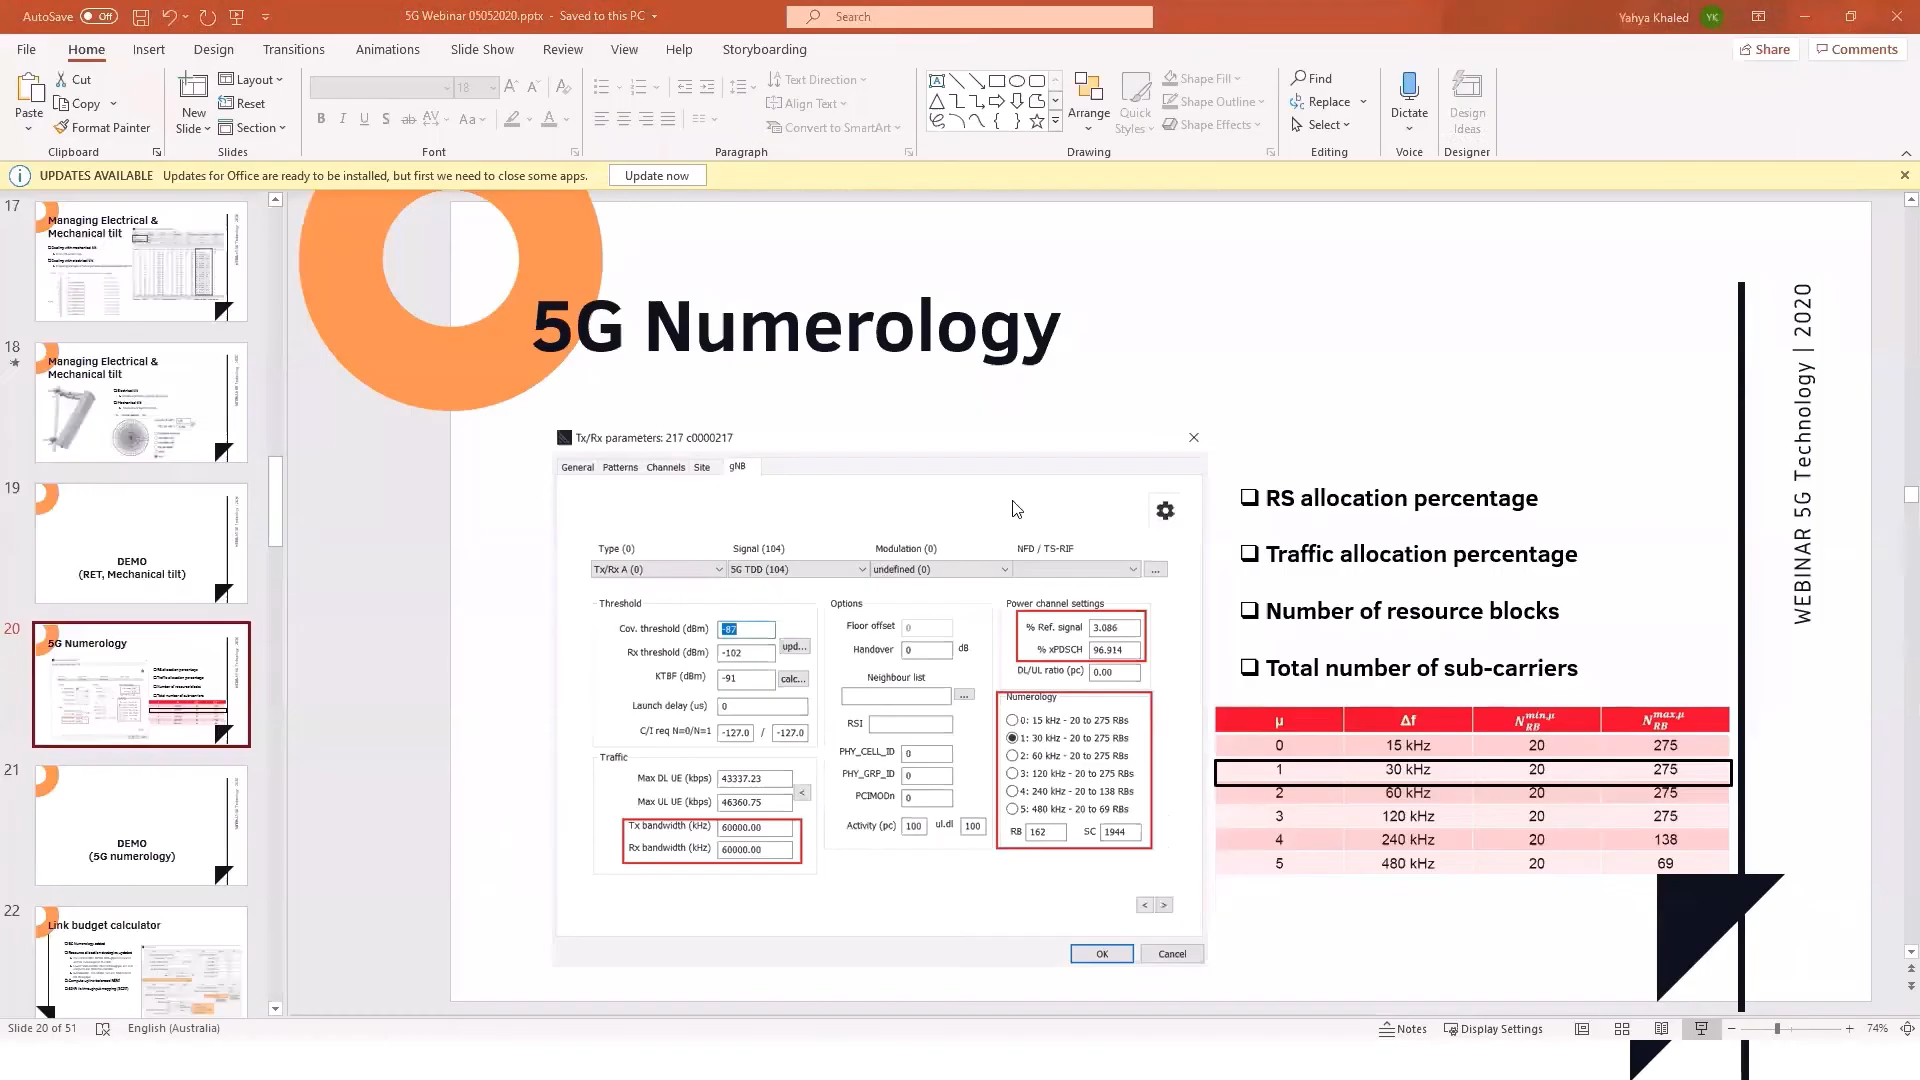 AutoSave Off 5G Webinar 05052020.pptx - Saved to this PC Search Yahya Khaled YK
File Home Insert Design Transitions Animations Slide Show Review View Help Storyboarding Share Comments
Paste
Cut
Copy
Format Painter
Clipboard
New Slide
Layout
Reset
Section
Slides
18
B I U S ab AV Aa A
Font
Text Direction
Align Text
Convert to SmartArt
Paragraph
Arrange
Quick Styles
Shape Fill
Shape Outline
Shape Effects
Drawing
Find
Replace
Select
Editing
Dictate
Voice
Design Ideas
Designer
UPDATES AVAILABLE Updates for Office are ready to be installed, but first we need to close some apps. Update now
17
Managing Electrical &
Mechanical tilt
18
Managing Electrical &
Mechanical tilt
19
DEMO
(RET, Mechanical tilt)
20
5G Numerology
21
DEMO
(5G numerology)
22
Link budget calculator
5G Numerology
WEBINAR 5G Technology | 2020
Tx/Rx parameters: 217 c0000217
General Patterns Channels Site gNB
Type (0) Signal (104) Modulation (0) NFD / TS-RIF
Tx/Rx A (0) 5G TDD (104) undefined (0) ...
Threshold
Cov. threshold (dBm) -87
Rx threshold (dBm) -102 upd...
KTBF (dBm) -91 calc...
Launch delay (us) 0
C/I req N=0/N=1 -127.0 / -127.0
Traffic
Max DL UE (kbps) 43337.23
Max UL UE (kbps) 46360.75 <
Tx bandwidth (kHz) 60000.00
Rx bandwidth (kHz) 60000.00
Options
Floor offset 0
Handover 0 dB
Neighbour list
...
RSI
PHY_CELL_ID 0
PHY_GRP_ID 0
PCIMODn 0
Activity (pc) 100 ul.dl 100
Power channel settings
% Ref. signal 3.086
% xPDSCH 96.914
DL/UL ratio (pc) 0.00
Numerology
0: 15 kHz - 20 to 275 RBs
1: 30 kHz - 20 to 275 RBs
2: 60 kHz - 20 to 275 RBs
3: 120 kHz - 20 to 275 RBs
4: 240 kHz - 20 to 138 RBs
5: 480 kHz - 20 to 69 RBs
RB 162 SC 1944
< >
OK Cancel
RS allocation percentage
Traffic allocation percentage
Number of resource blocks
Total number of sub-carriers
μ Δf N_RB^min,μ N_RB^max,μ
0 15 kHz 20 275
1 30 kHz 20 275
2 60 kHz 20 275
3 120 kHz 20 275
4 240 kHz 20 138
5 480 kHz 20 69
Slide 20 of 51 English (Australia) Notes Display Settings 74%